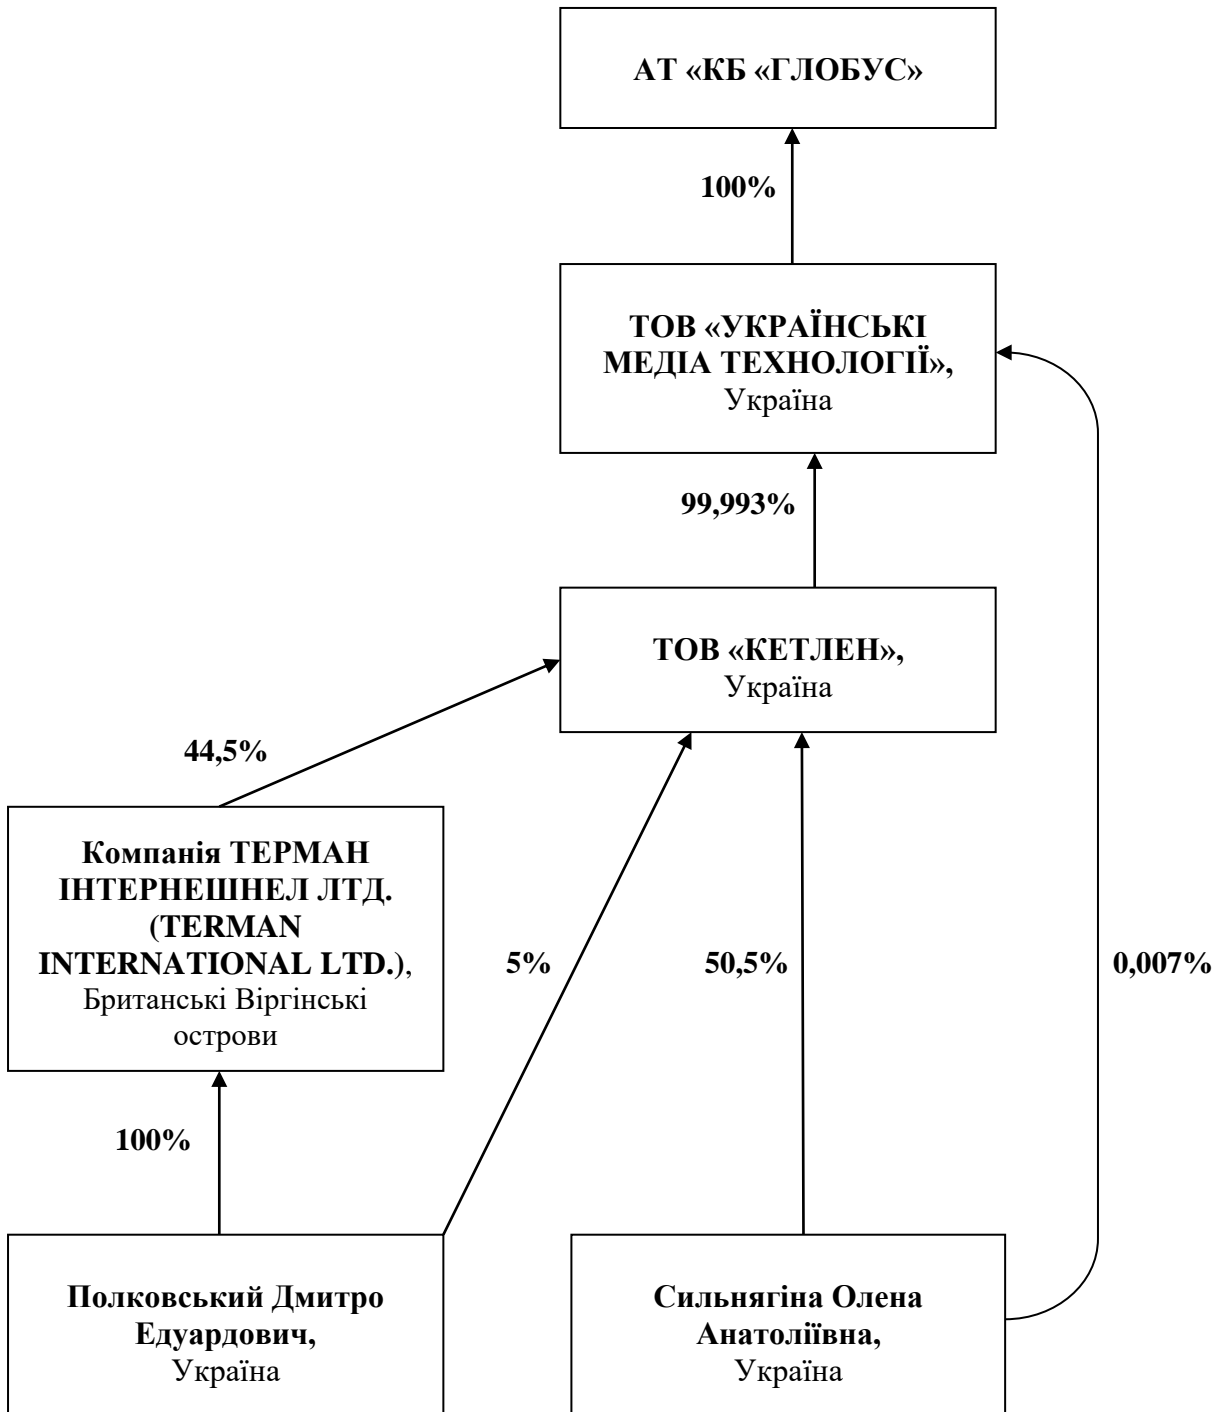 АТ «КБ «ГЛОБУС»
100%
ТОВ «УКРАЇНСЬКІ
МЕДІА ТЕХНОЛОГІЇ»,
Україна
99,993%
ТОВ «КЕТЛЕН»,
Україна
44,5%
Компанія ТЕРМАН
ІНТЕРНЕШНЕЛ ЛТД.
(TERMAN
INTERNATIONAL LTD.),
Британські Віргінські
острови
5%
50,5%
0,007%
100%
Полковський Дмитро
Едуардович,
Україна
Сильнягіна Олена
Анатоліївна,
Україна